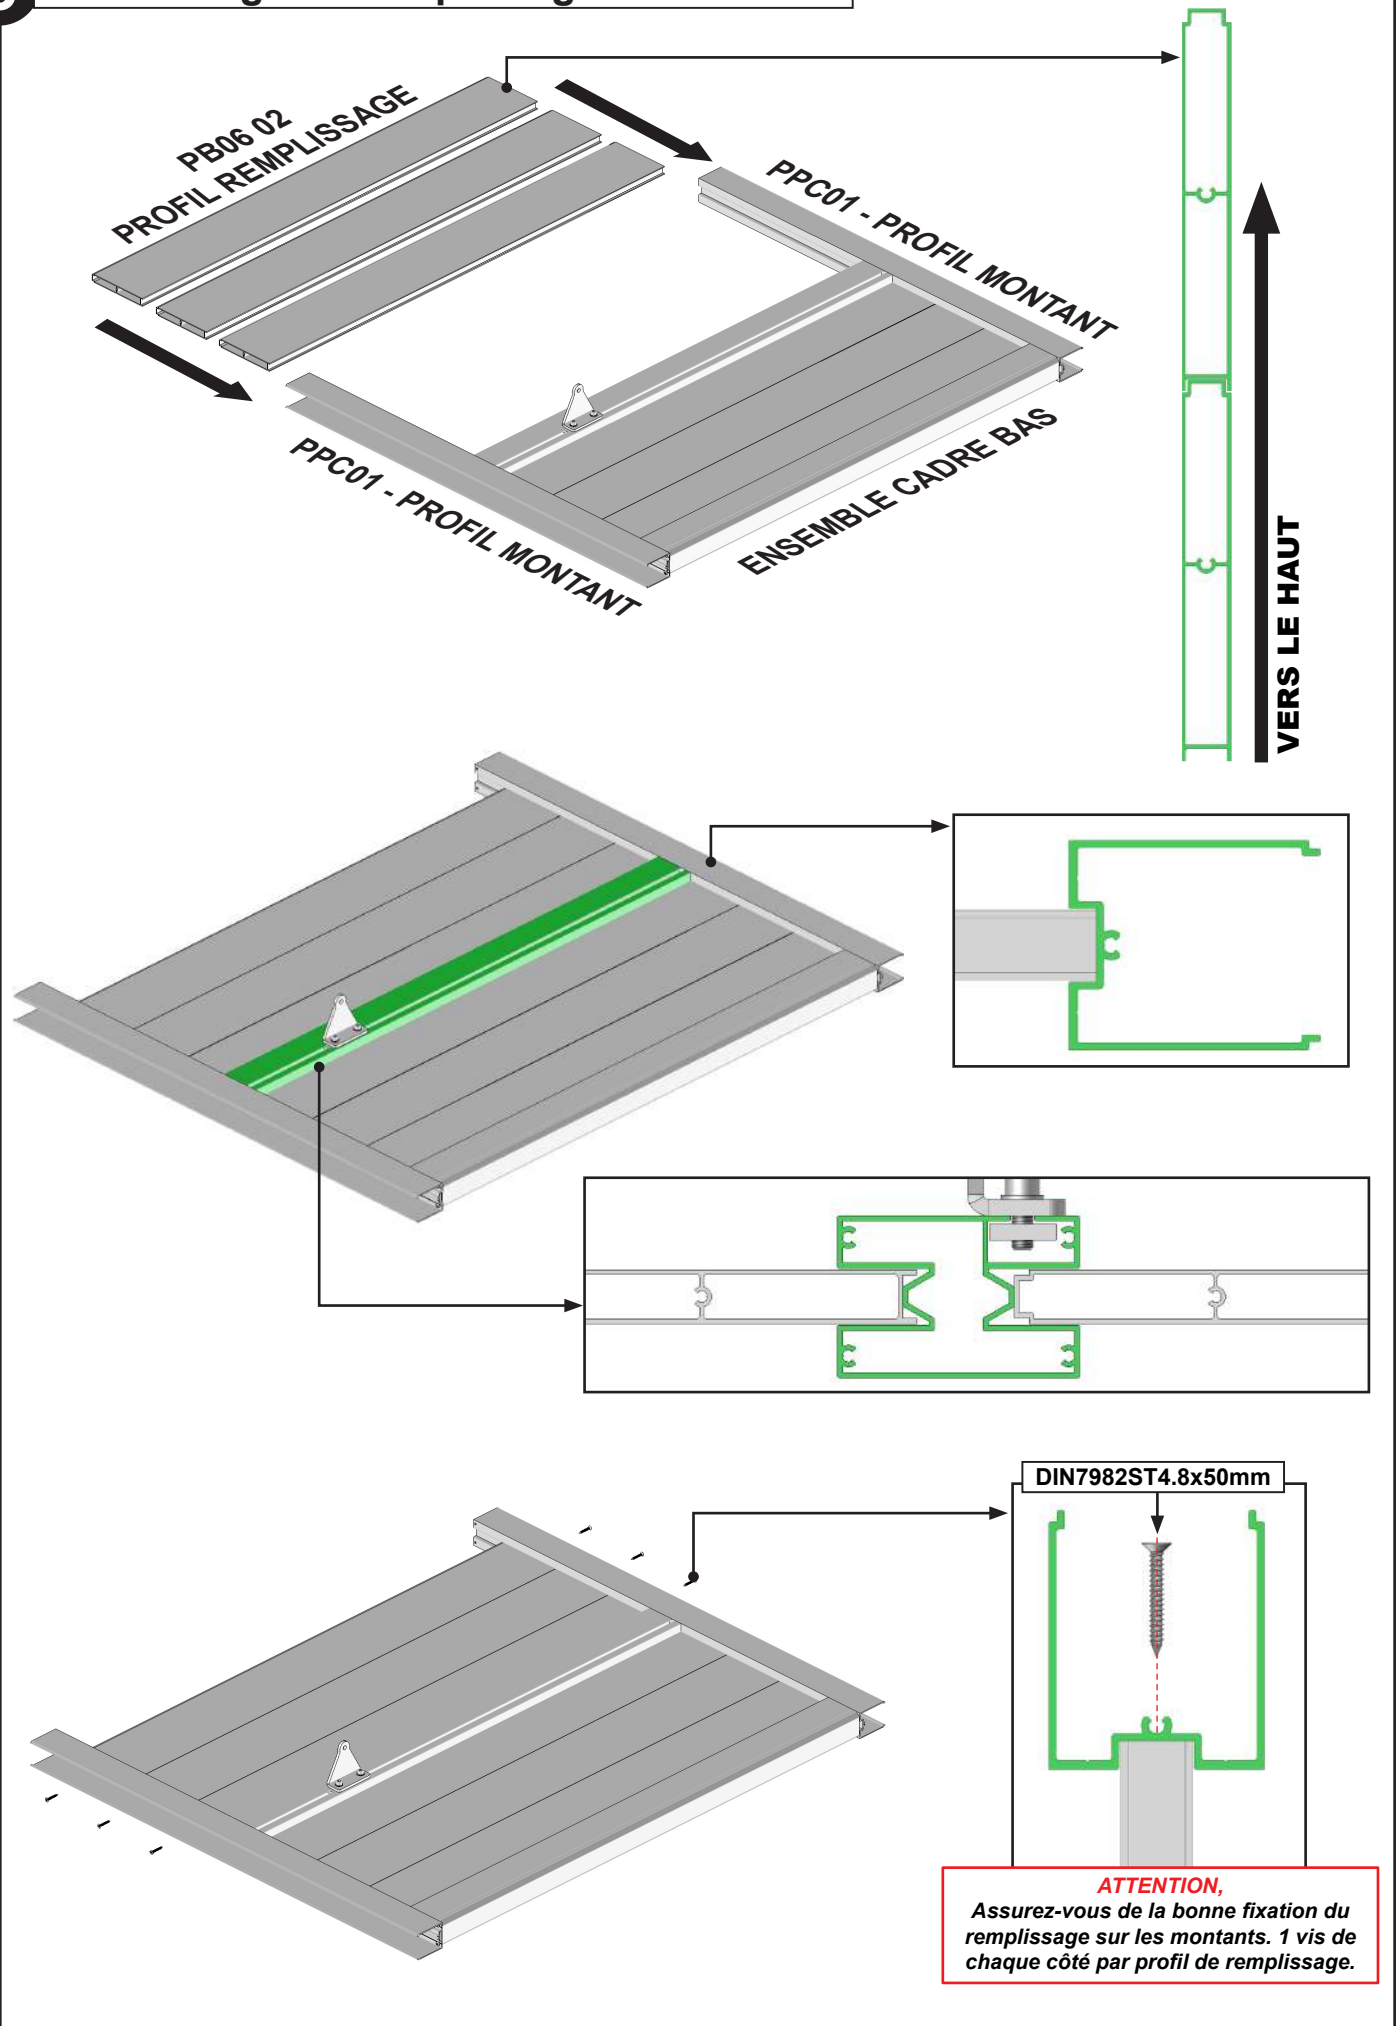 PB06 02
PROFIL REMPLISSAGE
PPC01 - PROFIL MONTANT
PPC01 - PROFIL MONTANT
ENSEMBLE CADRE BAS
VERS LE HAUT
DIN7982ST4.8x50mm
ATTENTION,
Assurez-vous de la bonne fixation du
remplissage sur les montants. 1 vis de
chaque côté par profil de remplissage.